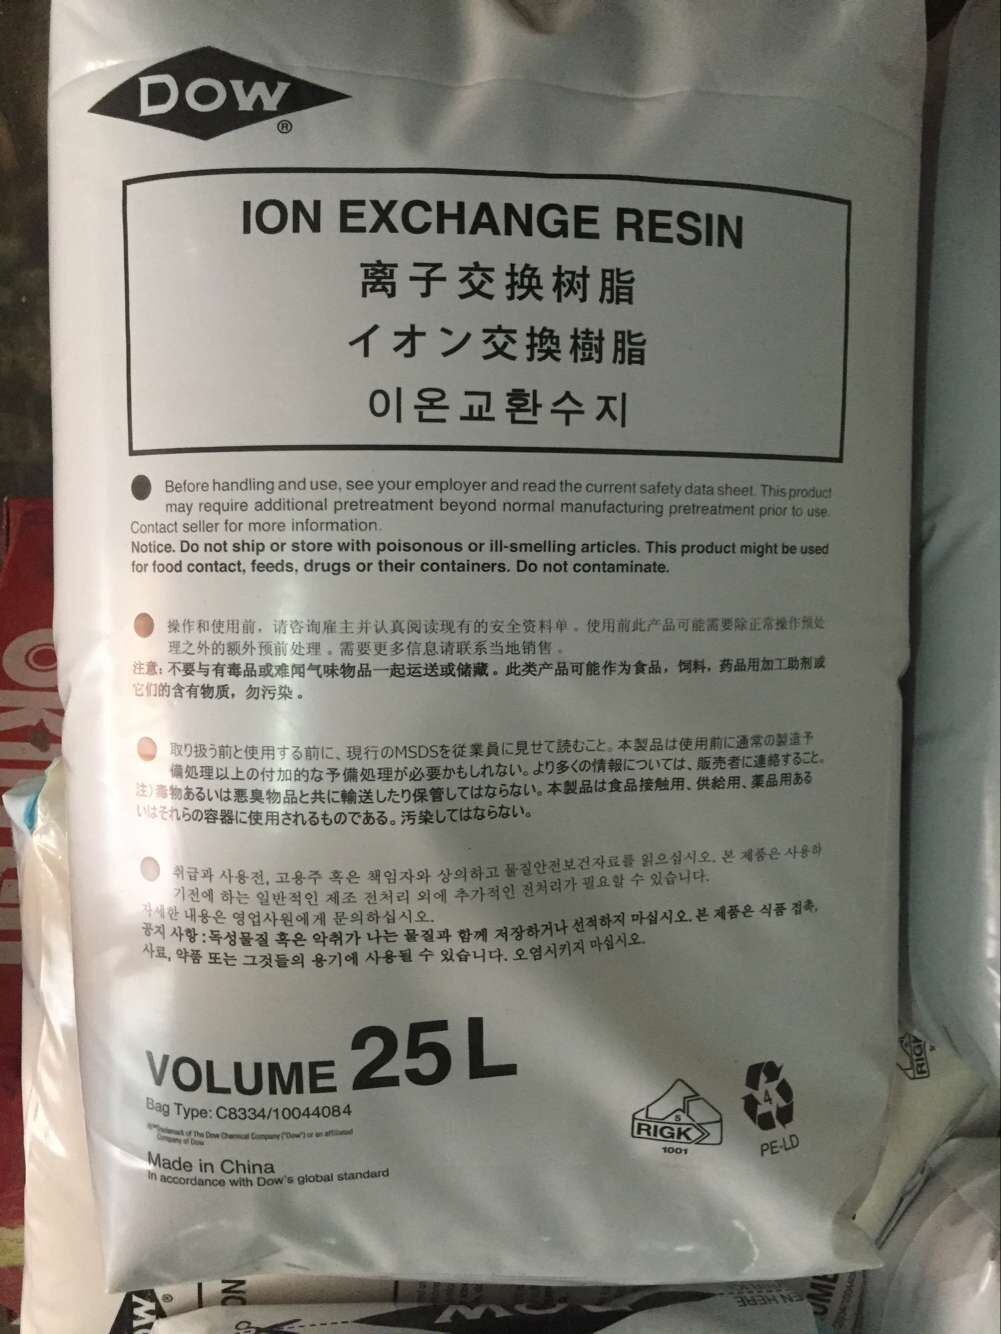 DOW
®
ION EXCHANGE RESIN
离子交换树脂
イオン交換樹脂
이온교환수지
Before handling and use, see your employer and read the current safety data sheet. This product
may require additional pretreatment beyond normal manufacturing pretreatment prior to use.
Contact seller for more information.
Notice. Do not ship or store with poisonous or ill-smelling articles. This product might be used
for food contact, feeds, drugs or their containers. Do not contaminate.
操作和使用前，请咨询雇主并认真阅读现有的安全资料单。使用前此产品可能需要除正常操作预处
理之外的额外预前处理。需要更多信息请联系当地销售。
注意：不要与有毒品或难闻气味物品一起运送或储藏。此类产品可能作为食品，饲料，药品用加工助剂或
它们的含有物质，勿污染。
取り扱う前と使用する前に、現行のMSDSを従業員に見せて読むこと。本製品は使用前に通常の製造予
備処理以上の付加的な予備処理が必要かもしれない。より多くの情報については、販売者に連絡すること。
注）毒物あるいは悪臭物品と共に輸送したり保管してはならない。本製品は食品接触用、供給用、薬品用ある
いはそれらの容器に使用されるものである。汚染してはならない。
취급과 사용전, 고용주 혹은 책임자와 상의하고 물질안전보건자료를 읽으십시오. 본 제품은 사용하
기전에 하는 일반적인 제조 전처리 외에 추가적인 전처리가 필요할 수 있습니다.
자세한 내용은 영업사원에게 문의하십시오.
공지 사항 : 독성물질 혹은 악취가 나는 물질과 함께 저장하거나 선적하지 마십시오. 본 제품은 식품 접촉,
사료, 약품 또는 그것들의 용기에 사용될 수 있습니다. 오염시키지 마십시오.
VOLUME 25 L
Bag Type: C8334/10044084
®™Trademark of The Dow Chemical Company ("Dow") or an affiliated
Company of Dow
Made in China
In accordance with Dow's global standard
5
RIGK
1001
4
PE-LD
RIGK
OW
®
ION
EN HERE